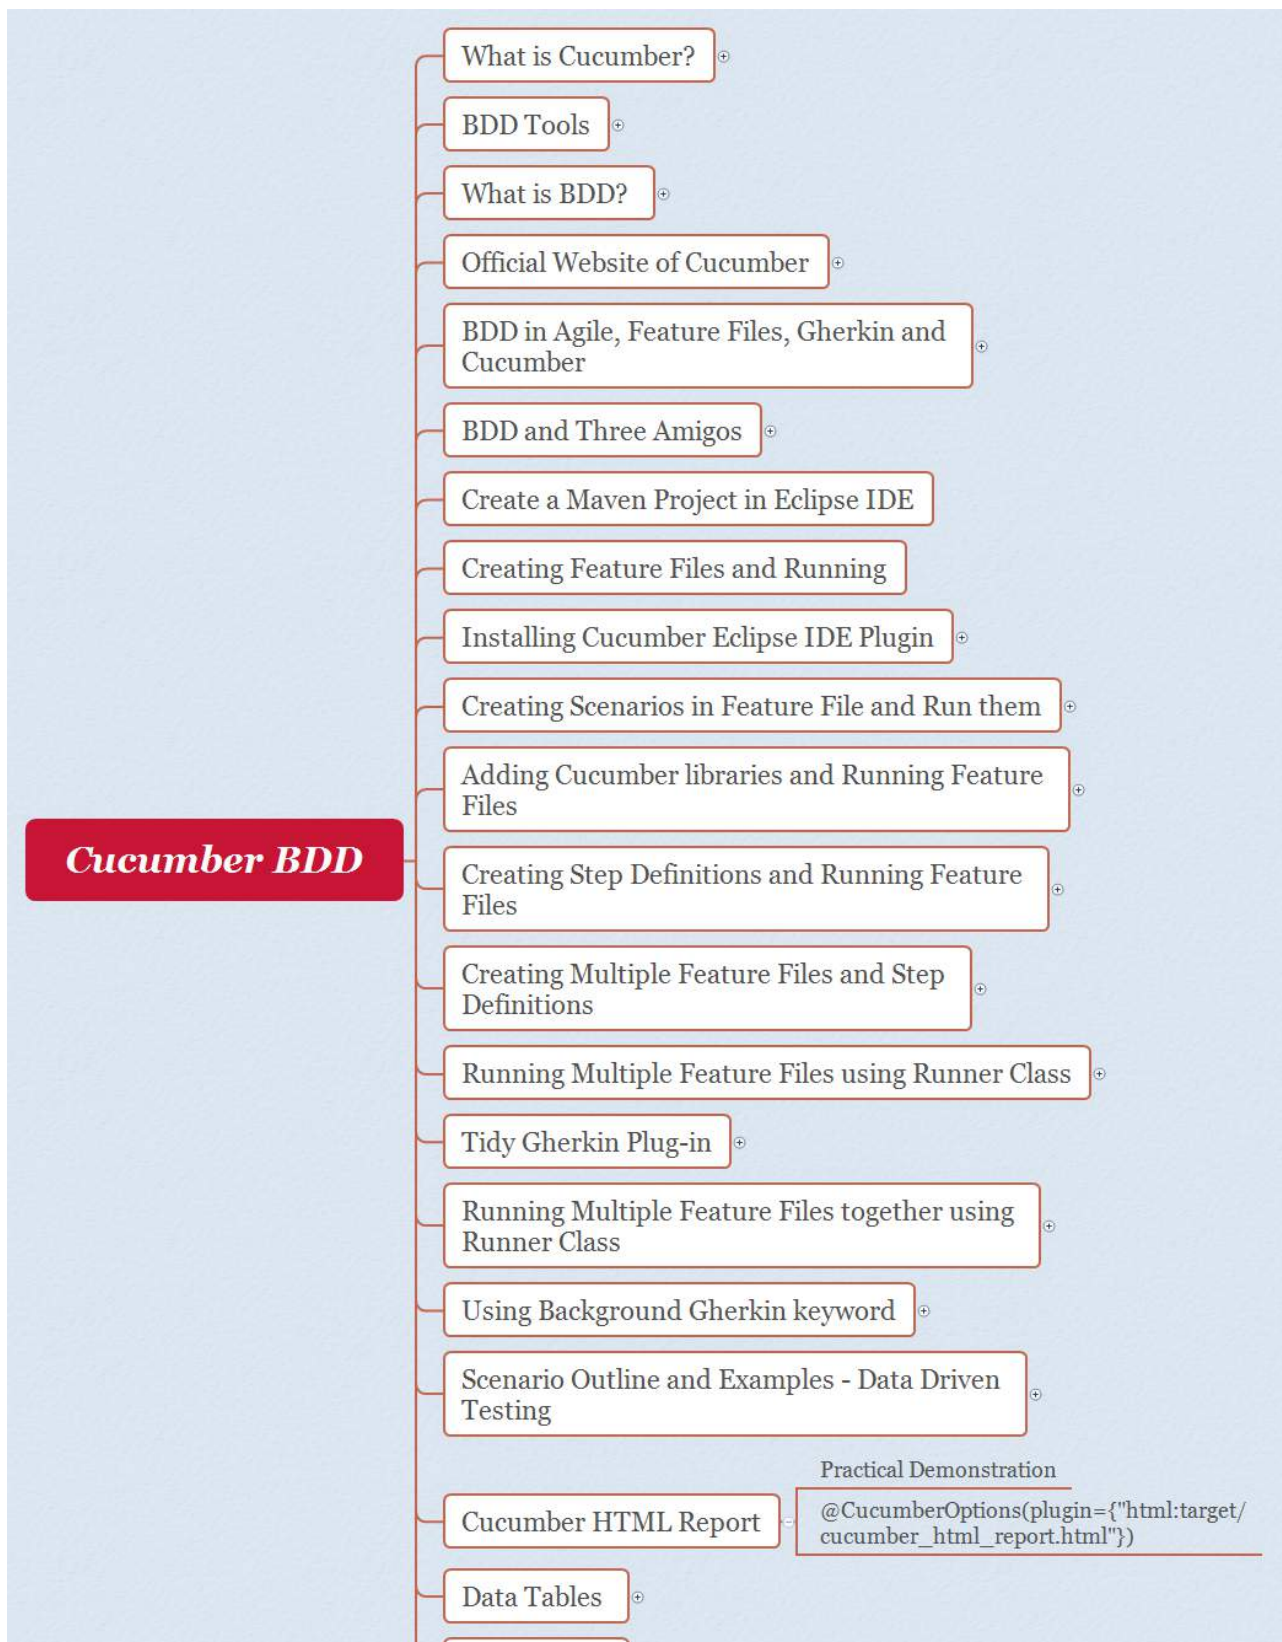 What is Cucumber?
BDD Tools
What is BDD?
Official Website of Cucumber
BDD in Agile, Feature Files, Gherkin and
Cucumber
BDD and Three Amigos
Create a Maven Project in Eclipse IDE
Creating Feature Files and Running
Installing Cucumber Eclipse IDE Plugin
Creating Scenarios in Feature File and Run them
Adding Cucumber libraries and Running Feature
Files
Cucumber BDD
Creating Step Definitions and Running Feature
Files
Creating Multiple Feature Files and Step
Definitions
Running Multiple Feature Files using Runner Class
Tidy Gherkin Plug-in
Running Multiple Feature Files together using
Runner Class
Using Background Gherkin keyword
Scenario Outline and Examples - Data Driven
Testing
Cucumber HTML Report
Practical Demonstration
@CucumberOptions(plugin={"html:target/
cucumber_html_report.html"})
Data Tables